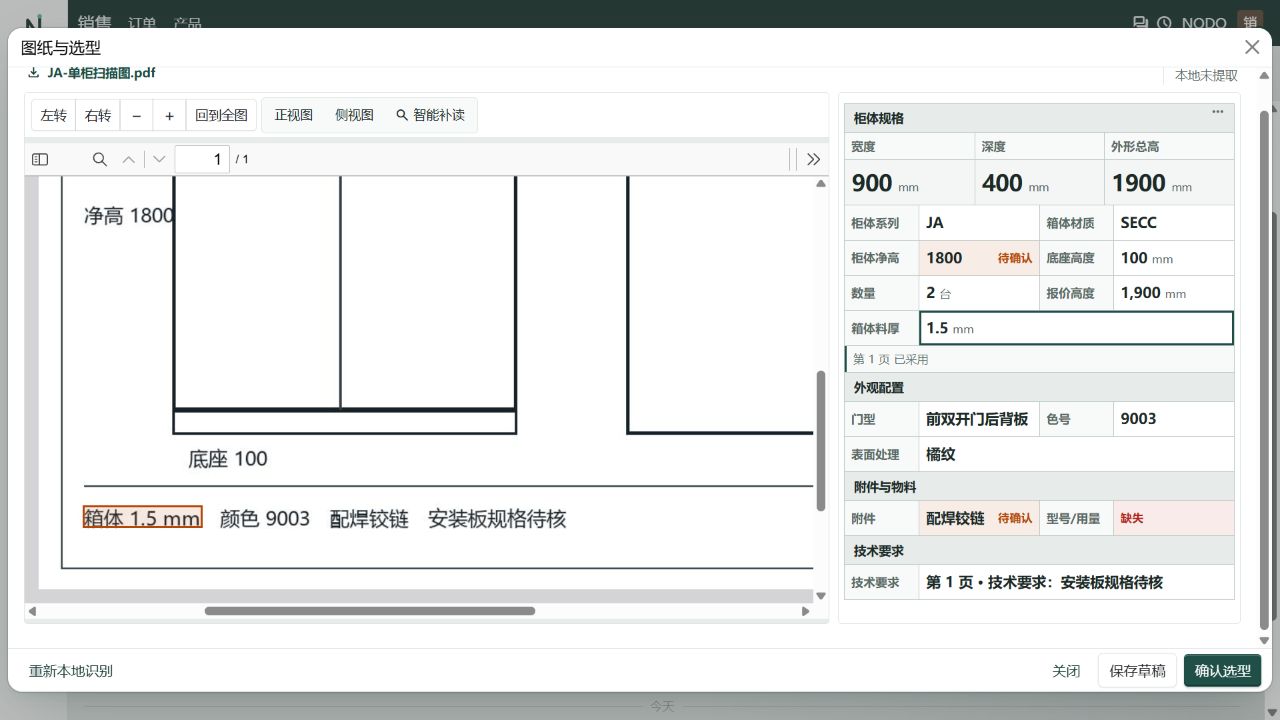 销售 订单 产品 NODO 销
图纸与选型
JA-单柜扫描图.pdf
本地未提取
左转 右转 − + 回到全图 正视图 侧视图 智能补读
1 / 1
净高 1800
底座 100
箱体 1.5 mm 颜色 9003 配焊铰链 安装板规格待核
柜体规格 ···
宽度 深度 外形总高
900 mm 400 mm 1900 mm
柜体系列 JA 箱体材质 SECC
柜体净高 1800 待确认 底座高度 100 mm
数量 2 台 报价高度 1,900 mm
箱体料厚 1.5 mm
第 1 页 已采用
外观配置
门型 前双开门后背板 色号 9003
表面处理 橘纹
附件与物料
附件 配焊铰链 待确认 型号/用量 缺失
技术要求
技术要求 第 1 页·技术要求：安装板规格待核
重新本地识别 关闭 保存草稿 确认选型
今天